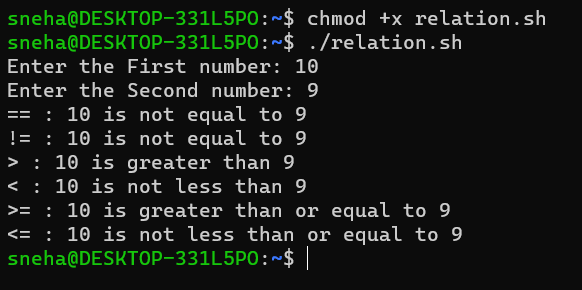 sneha@DESKTOP-331L5PO:~$ chmod +x relation.sh
sneha@DESKTOP-331L5PO:~$ ./relation.sh
Enter the First number: 10
Enter the Second number: 9
== : 10 is not equal to 9
!= : 10 is not equal to 9
> : 10 is greater than 9
< : 10 is not less than 9
>= : 10 is greater than or equal to 9
<= : 10 is not less than or equal to 9
sneha@DESKTOP-331L5PO:~$